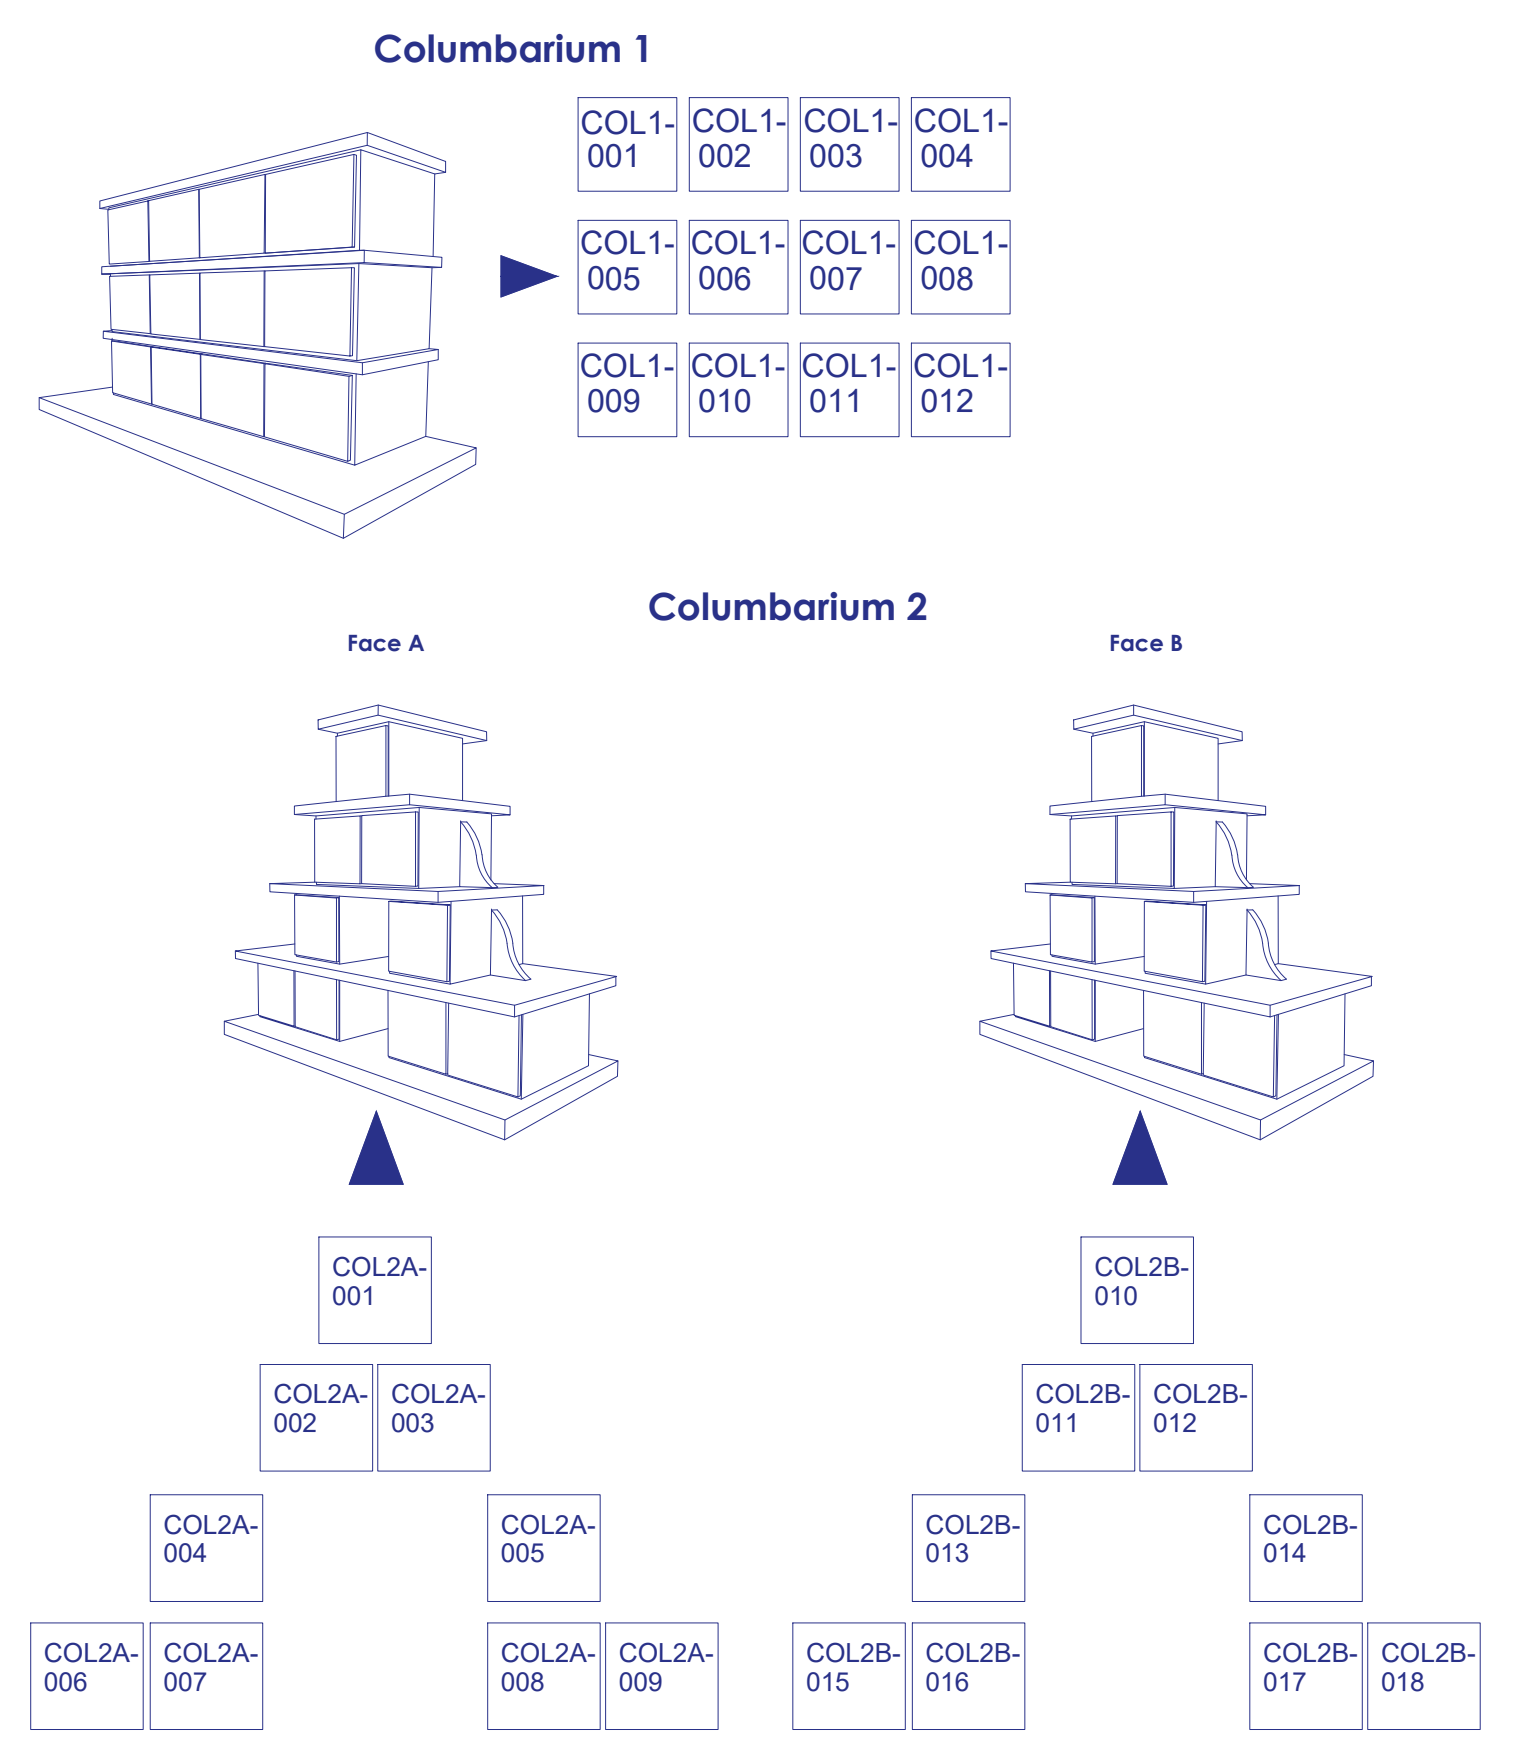 Columbarium 1
COL1-
001
COL1-
002
COL1-
003
COL1-
004
COL1-
005
COL1-
006
COL1-
007
COL1-
008
COL1-
009
COL1-
010
COL1-
011
COL1-
012
Columbarium 2
Face A
Face B
COL2A-
001
COL2A-
002
COL2A-
003
COL2A-
004
COL2A-
005
COL2A-
006
COL2A-
007
COL2A-
008
COL2A-
009
COL2B-
010
COL2B-
011
COL2B-
012
COL2B-
013
COL2B-
014
COL2B-
015
COL2B-
016
COL2B-
017
COL2B-
018